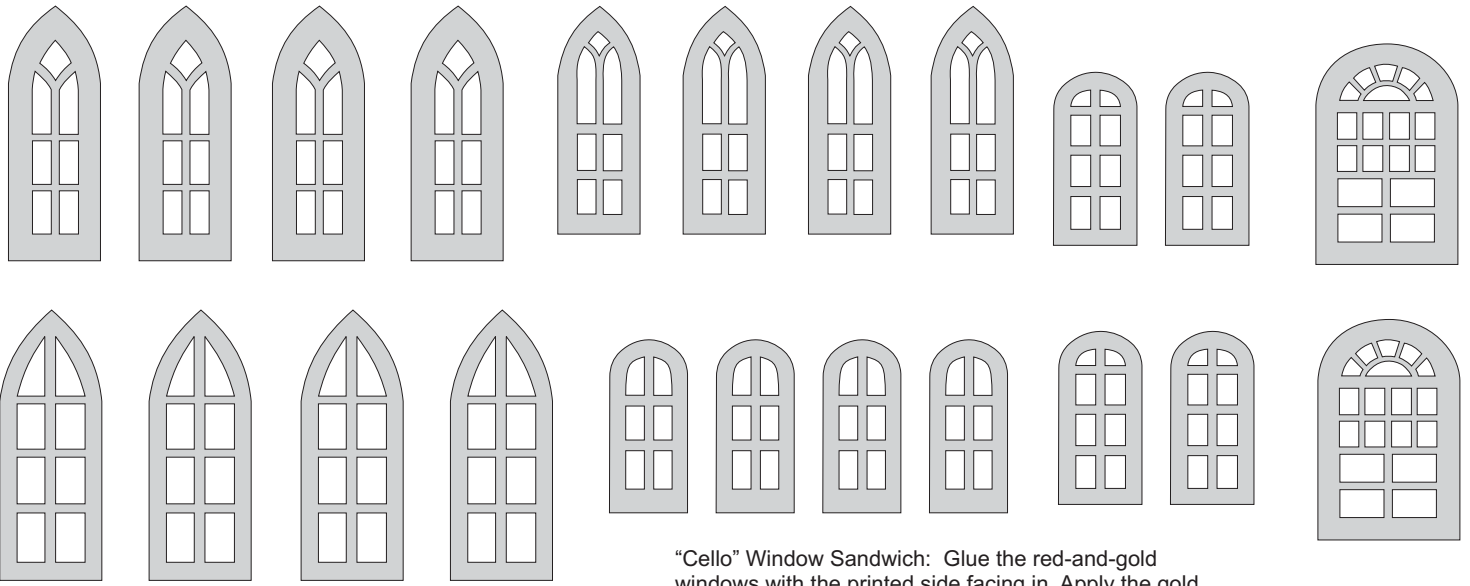 “Cello” Window Sandwich:  Glue the red-and-gold
windows with the printed side facing in. Apply the gold